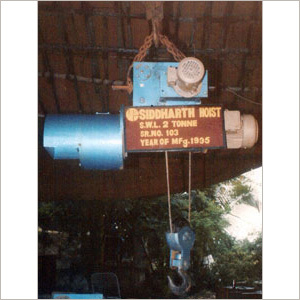 SIDDHARTH HOIST
S.W.L. 2 TONNE
SR.NO. 103
YEAR OF Mfg.1995